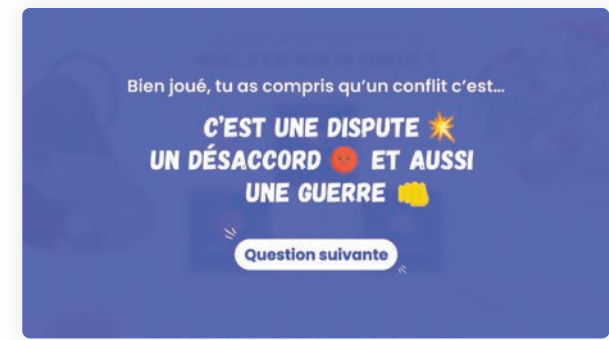 Bien joué, tu as compris qu'un conflit c'est...
C'EST UNE DISPUTE 💥
UN DÉSACCORD 😡 ET AUSSI
UNE GUERRE 👊
Question suivante